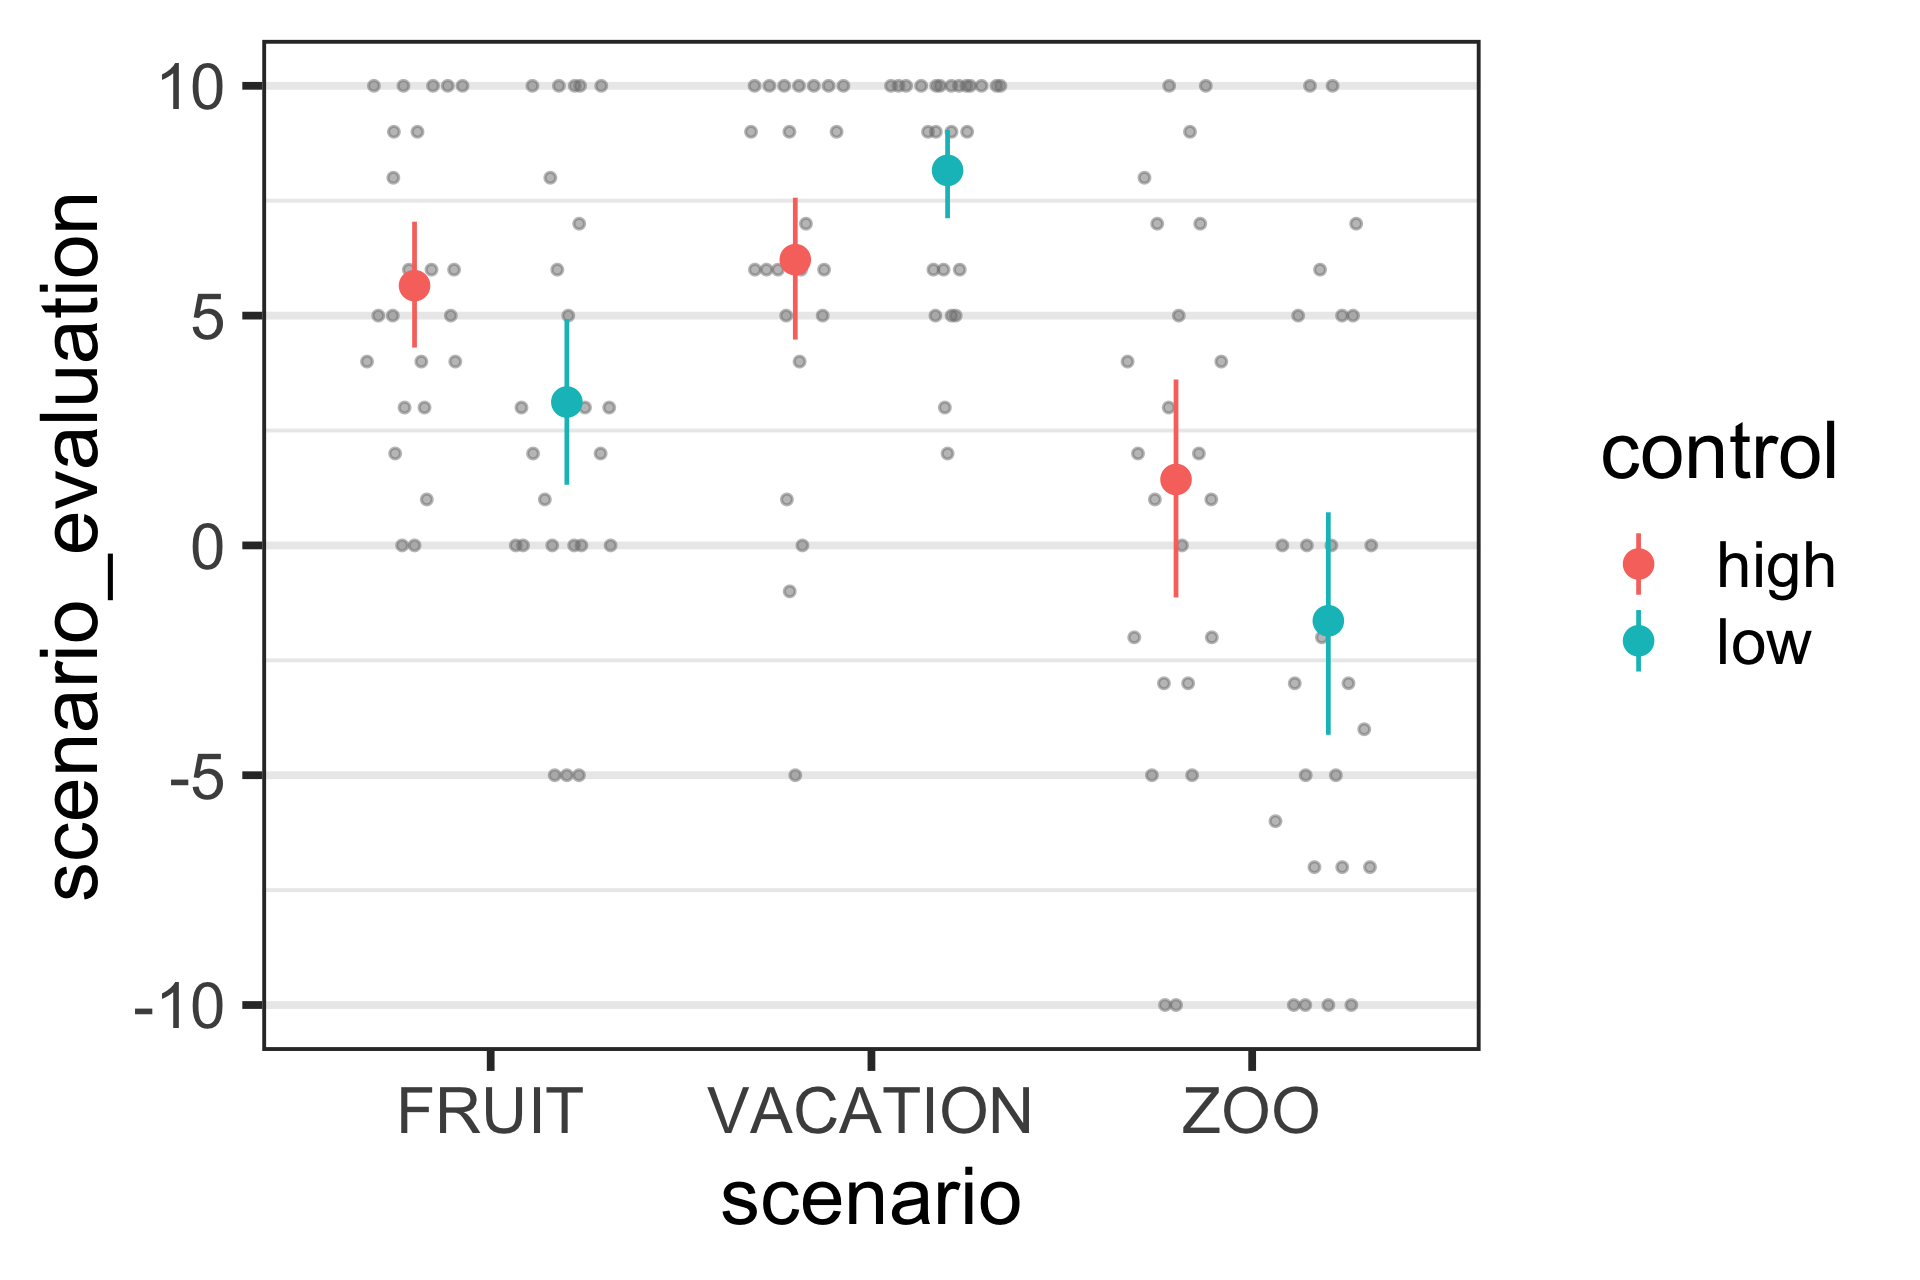 scenario_evaluation
10
5
0
-5
-10
FRUIT VACATION ZOO
scenario
control
high
low